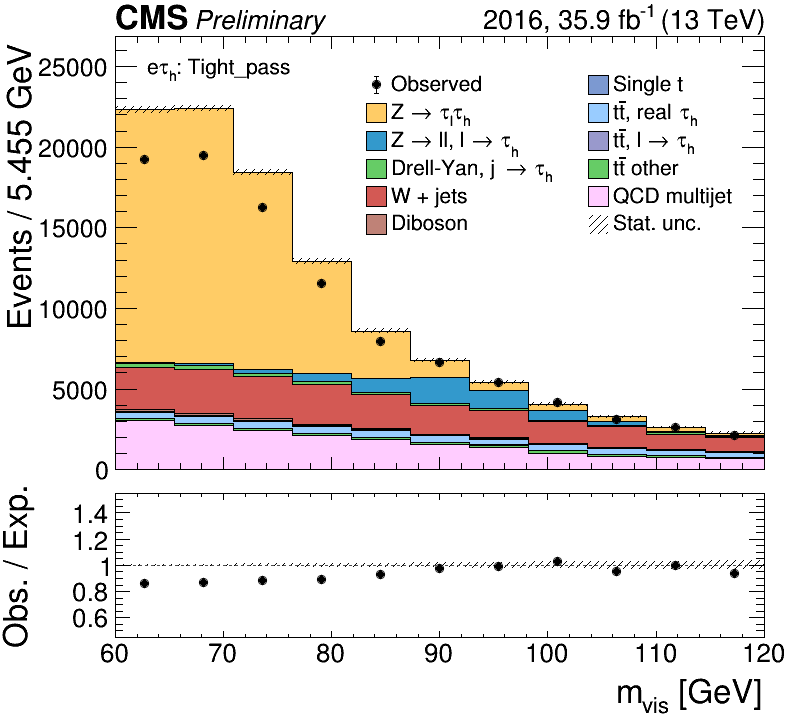 CMS Preliminary 2016, 35.9 fb⁻¹ (13 TeV)
Events / 5.455 GeV
25000
20000
15000
10000
5000
0
eτₕ: Tight_pass
Observed
Z → τₗτₕ
Z → ll, l → τₕ
Drell-Yan, j → τₕ
W + jets
Diboson
Single t
tt̄, real τₕ
tt̄, l → τₕ
tt̄ other
QCD multijet
Stat. unc.
Obs. / Exp.
1.4
1.2
1
0.8
0.6
60 70 80 90 100 110 120
m_vis [GeV]